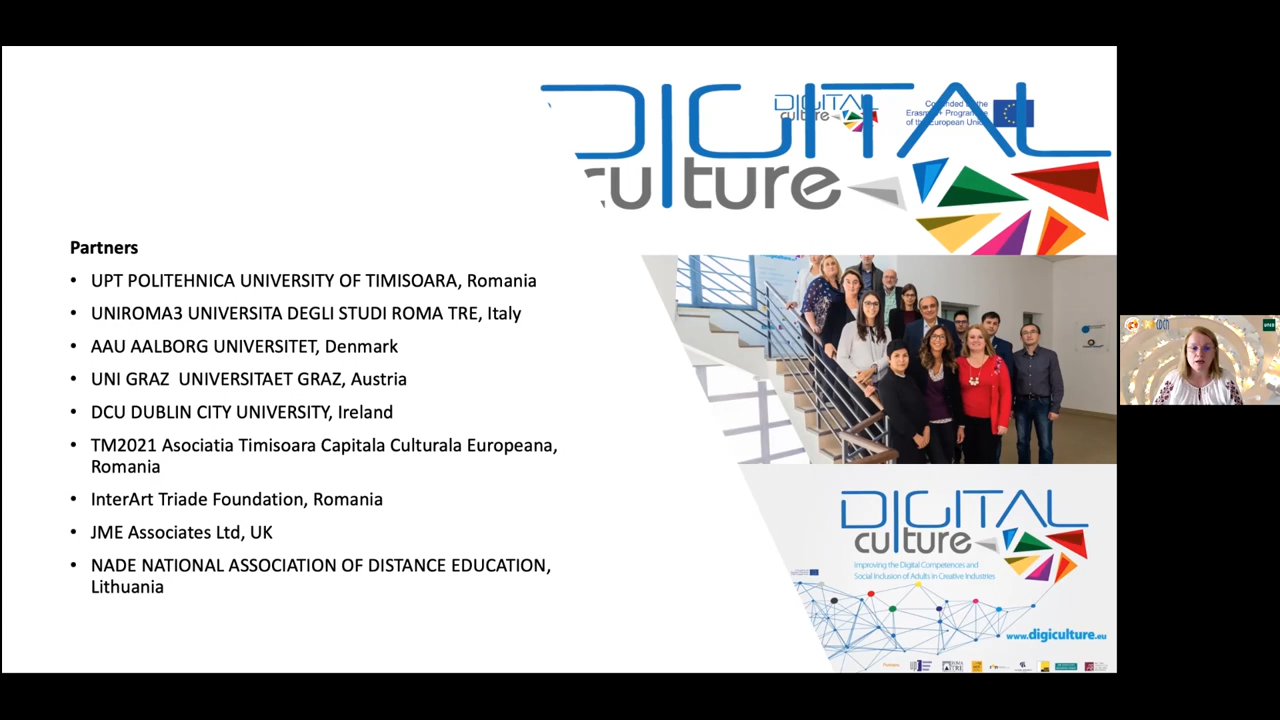 DIGITAL
culture
DIGITAL
culture
Co-funded by the
Erasmus+ Programme
of the European Union
Partners
• UPT POLITEHNICA UNIVERSITY OF TIMISOARA, Romania
• UNIROMA3 UNIVERSITA DEGLI STUDI ROMA TRE, Italy
• AAU AALBORG UNIVERSITET, Denmark
• UNI GRAZ UNIVERSITAET GRAZ, Austria
• DCU DUBLIN CITY UNIVERSITY, Ireland
• TM2021 Asociatia Timisoara Capitala Culturala Europeana,
Romania
• InterArt Triade Foundation, Romania
• JME Associates Ltd, UK
• NADE NATIONAL ASSOCIATION OF DISTANCE EDUCATION,
Lithuania
DIGITAL
culture
Improving the Digital Competences and
Social Inclusion of Adults in Creative Industries
www.digiculture.eu
Partners
UNED